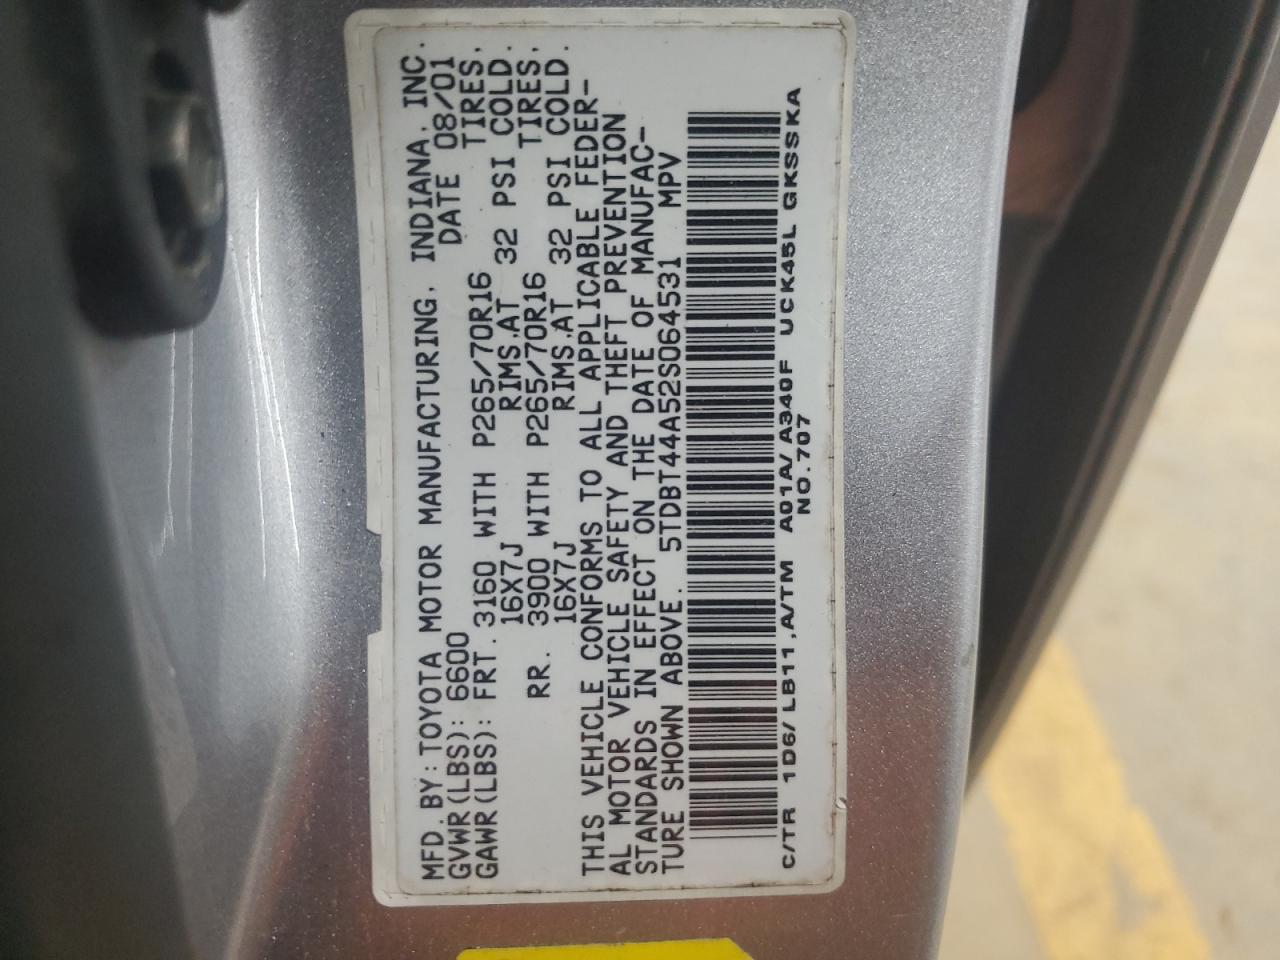 MFD. BY: TOYOTA MOTOR MANUFACTURING, INDIANA, INC.
GVWR(LBS): 6600 DATE 08/01
GAWR(LBS): FRT. 3160 WITH P265/70R16 TIRES,
16X7J RIMS,AT 32 PSI COLD.
RR. 3900 WITH P265/70R16 TIRES,
16X7J RIMS,AT 32 PSI COLD.
THIS VEHICLE CONFORMS TO ALL APPLICABLE FEDER-
AL MOTOR VEHICLE SAFETY AND THEFT PREVENTION
STANDARDS IN EFFECT ON THE DATE OF MANUFAC-
TURE SHOWN ABOVE. 5TDBT44A52S064531 MPV
C/TR 1D6/LB11,A/TM A01A/A340F UCK45L GKSSKA
NO.707